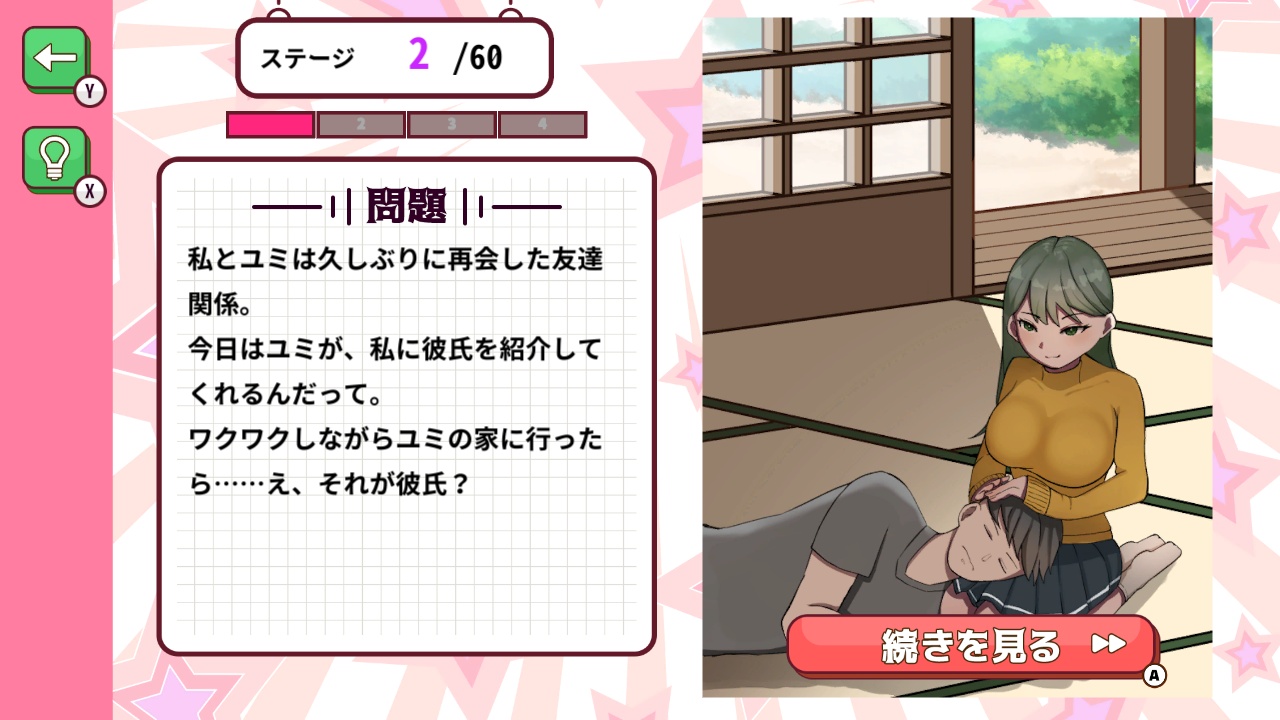 ステージ 2 /60
Y
2 3 4
X
問題
私とユミは久しぶりに再会した友達
関係。
今日はユミが、私に彼氏を紹介して
くれるんだって。
ワクワクしながらユミの家に行った
ら……え、それが彼氏？
続きを見る
A